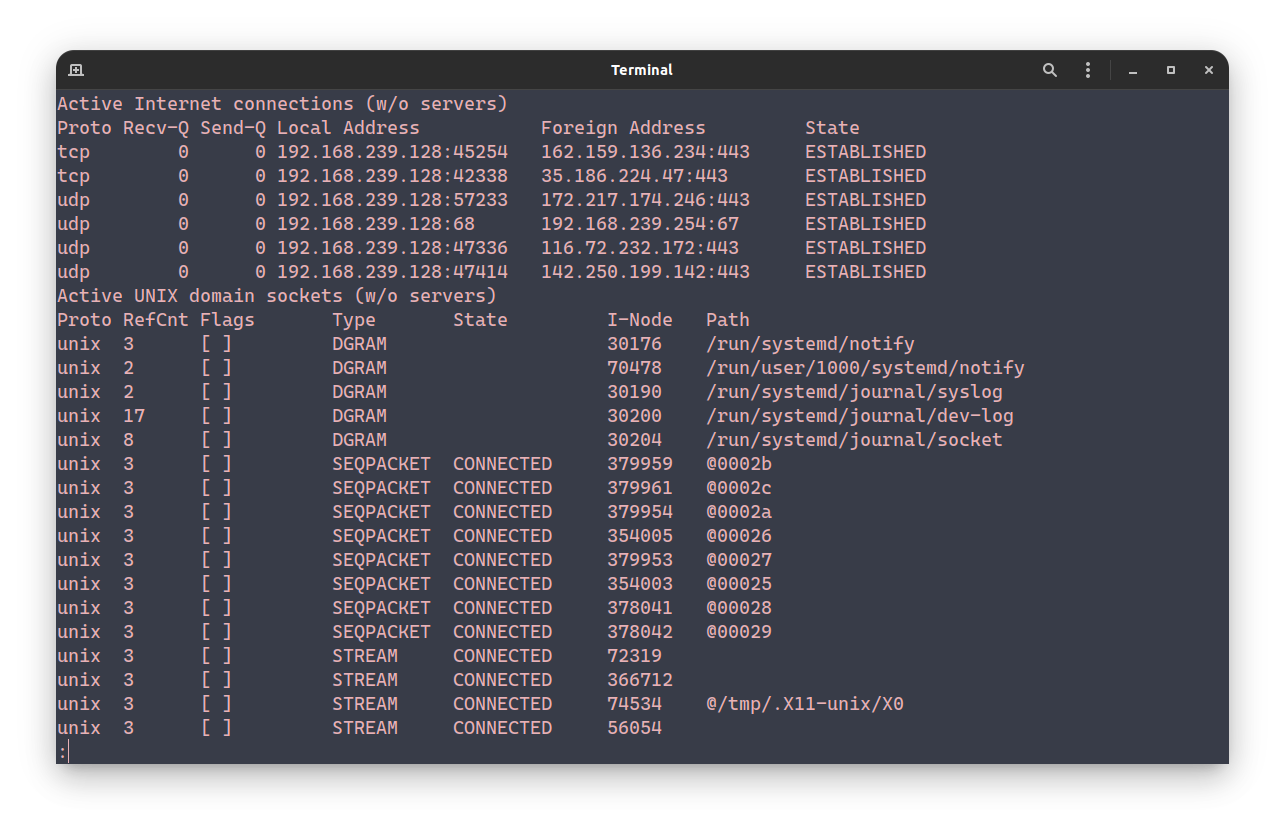 Terminal
Active Internet connections (w/o servers)
Proto Recv-Q Send-Q Local Address           Foreign Address         State
tcp        0      0 192.168.239.128:45254   162.159.136.234:443     ESTABLISHED
tcp        0      0 192.168.239.128:42338   35.186.224.47:443       ESTABLISHED
udp        0      0 192.168.239.128:57233   172.217.174.246:443     ESTABLISHED
udp        0      0 192.168.239.128:68      192.168.239.254:67      ESTABLISHED
udp        0      0 192.168.239.128:47336   116.72.232.172:443      ESTABLISHED
udp        0      0 192.168.239.128:47414   142.250.199.142:443     ESTABLISHED
Active UNIX domain sockets (w/o servers)
Proto RefCnt Flags       Type       State         I-Node   Path
unix  3      [ ]         DGRAM                    30176    /run/systemd/notify
unix  2      [ ]         DGRAM                    70478    /run/user/1000/systemd/notify
unix  2      [ ]         DGRAM                    30190    /run/systemd/journal/syslog
unix  17     [ ]         DGRAM                    30200    /run/systemd/journal/dev-log
unix  8      [ ]         DGRAM                    30204    /run/systemd/journal/socket
unix  3      [ ]         SEQPACKET  CONNECTED     379959   @0002b
unix  3      [ ]         SEQPACKET  CONNECTED     379961   @0002c
unix  3      [ ]         SEQPACKET  CONNECTED     379954   @0002a
unix  3      [ ]         SEQPACKET  CONNECTED     354005   @00026
unix  3      [ ]         SEQPACKET  CONNECTED     379953   @00027
unix  3      [ ]         SEQPACKET  CONNECTED     354003   @00025
unix  3      [ ]         SEQPACKET  CONNECTED     378041   @00028
unix  3      [ ]         SEQPACKET  CONNECTED     378042   @00029
unix  3      [ ]         STREAM     CONNECTED     72319
unix  3      [ ]         STREAM     CONNECTED     366712
unix  3      [ ]         STREAM     CONNECTED     74534    @/tmp/.X11-unix/X0
unix  3      [ ]         STREAM     CONNECTED     56054
: